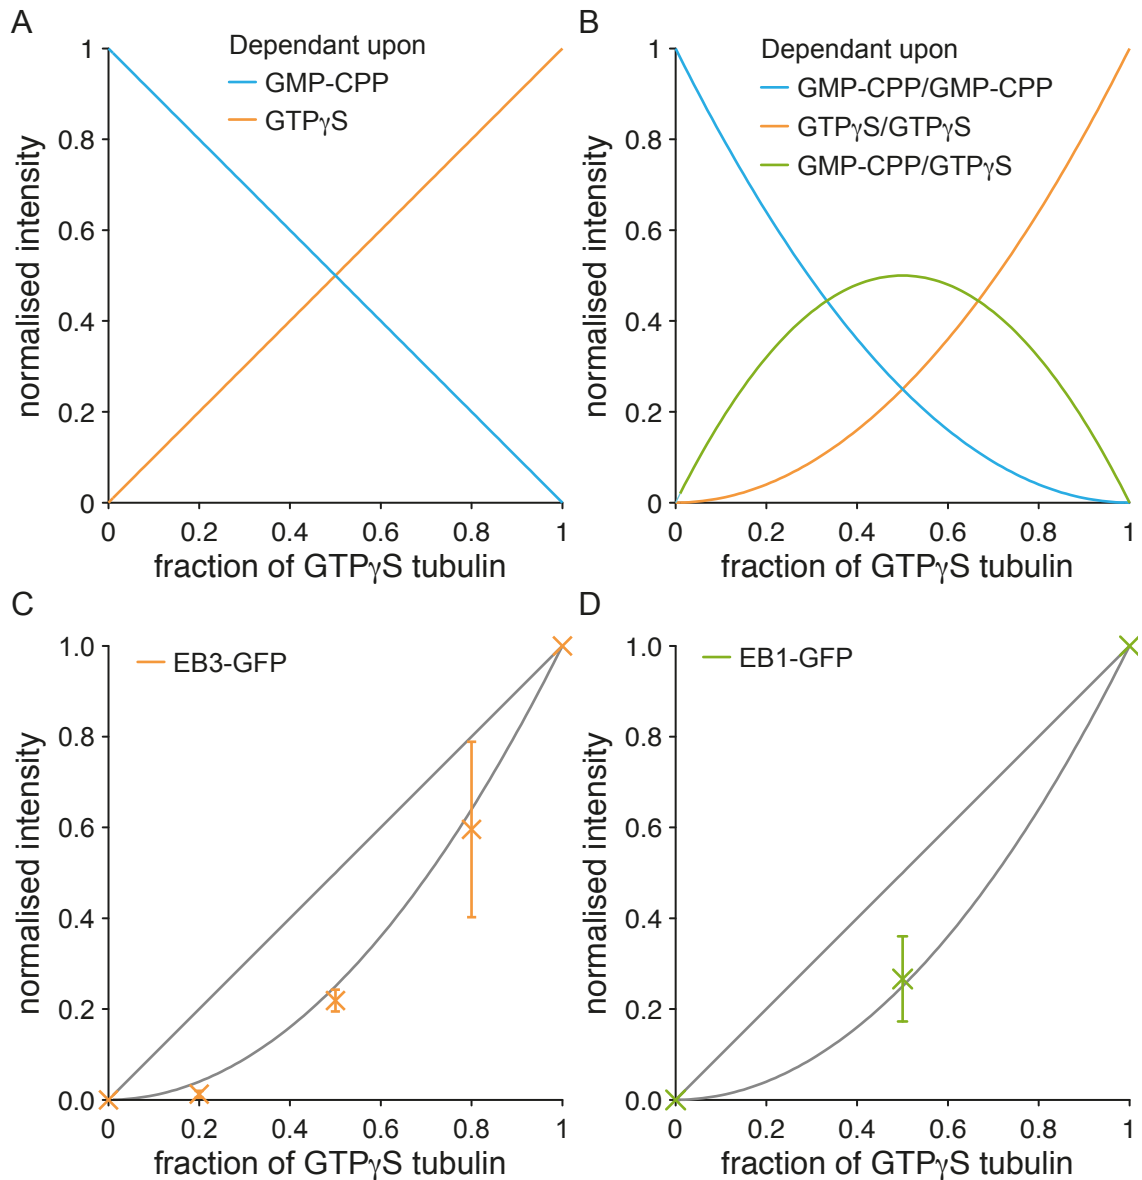 A
Dependant upon
GMP-CPP
GTPγS
normalised intensity
1
0.8
0.6
0.4
0.2
0
0 0.2 0.4 0.6 0.8 1
fraction of GTPγS tubulin
B
Dependant upon
GMP-CPP/GMP-CPP
GTPγS/GTPγS
GMP-CPP/GTPγS
normalised intensity
1
0.8
0.6
0.4
0.2
0
0 0.2 0.4 0.6 0.8 1
fraction of GTPγS tubulin
C
EB3-GFP
normalised intensity
1.0
0.8
0.6
0.4
0.2
0.0
0 0.2 0.4 0.6 0.8 1
fraction of GTPγS tubulin
D
EB1-GFP
normalised intensity
1.0
0.8
0.6
0.4
0.2
0.0
0 0.2 0.4 0.6 0.8 1
fraction of GTPγS tubulin